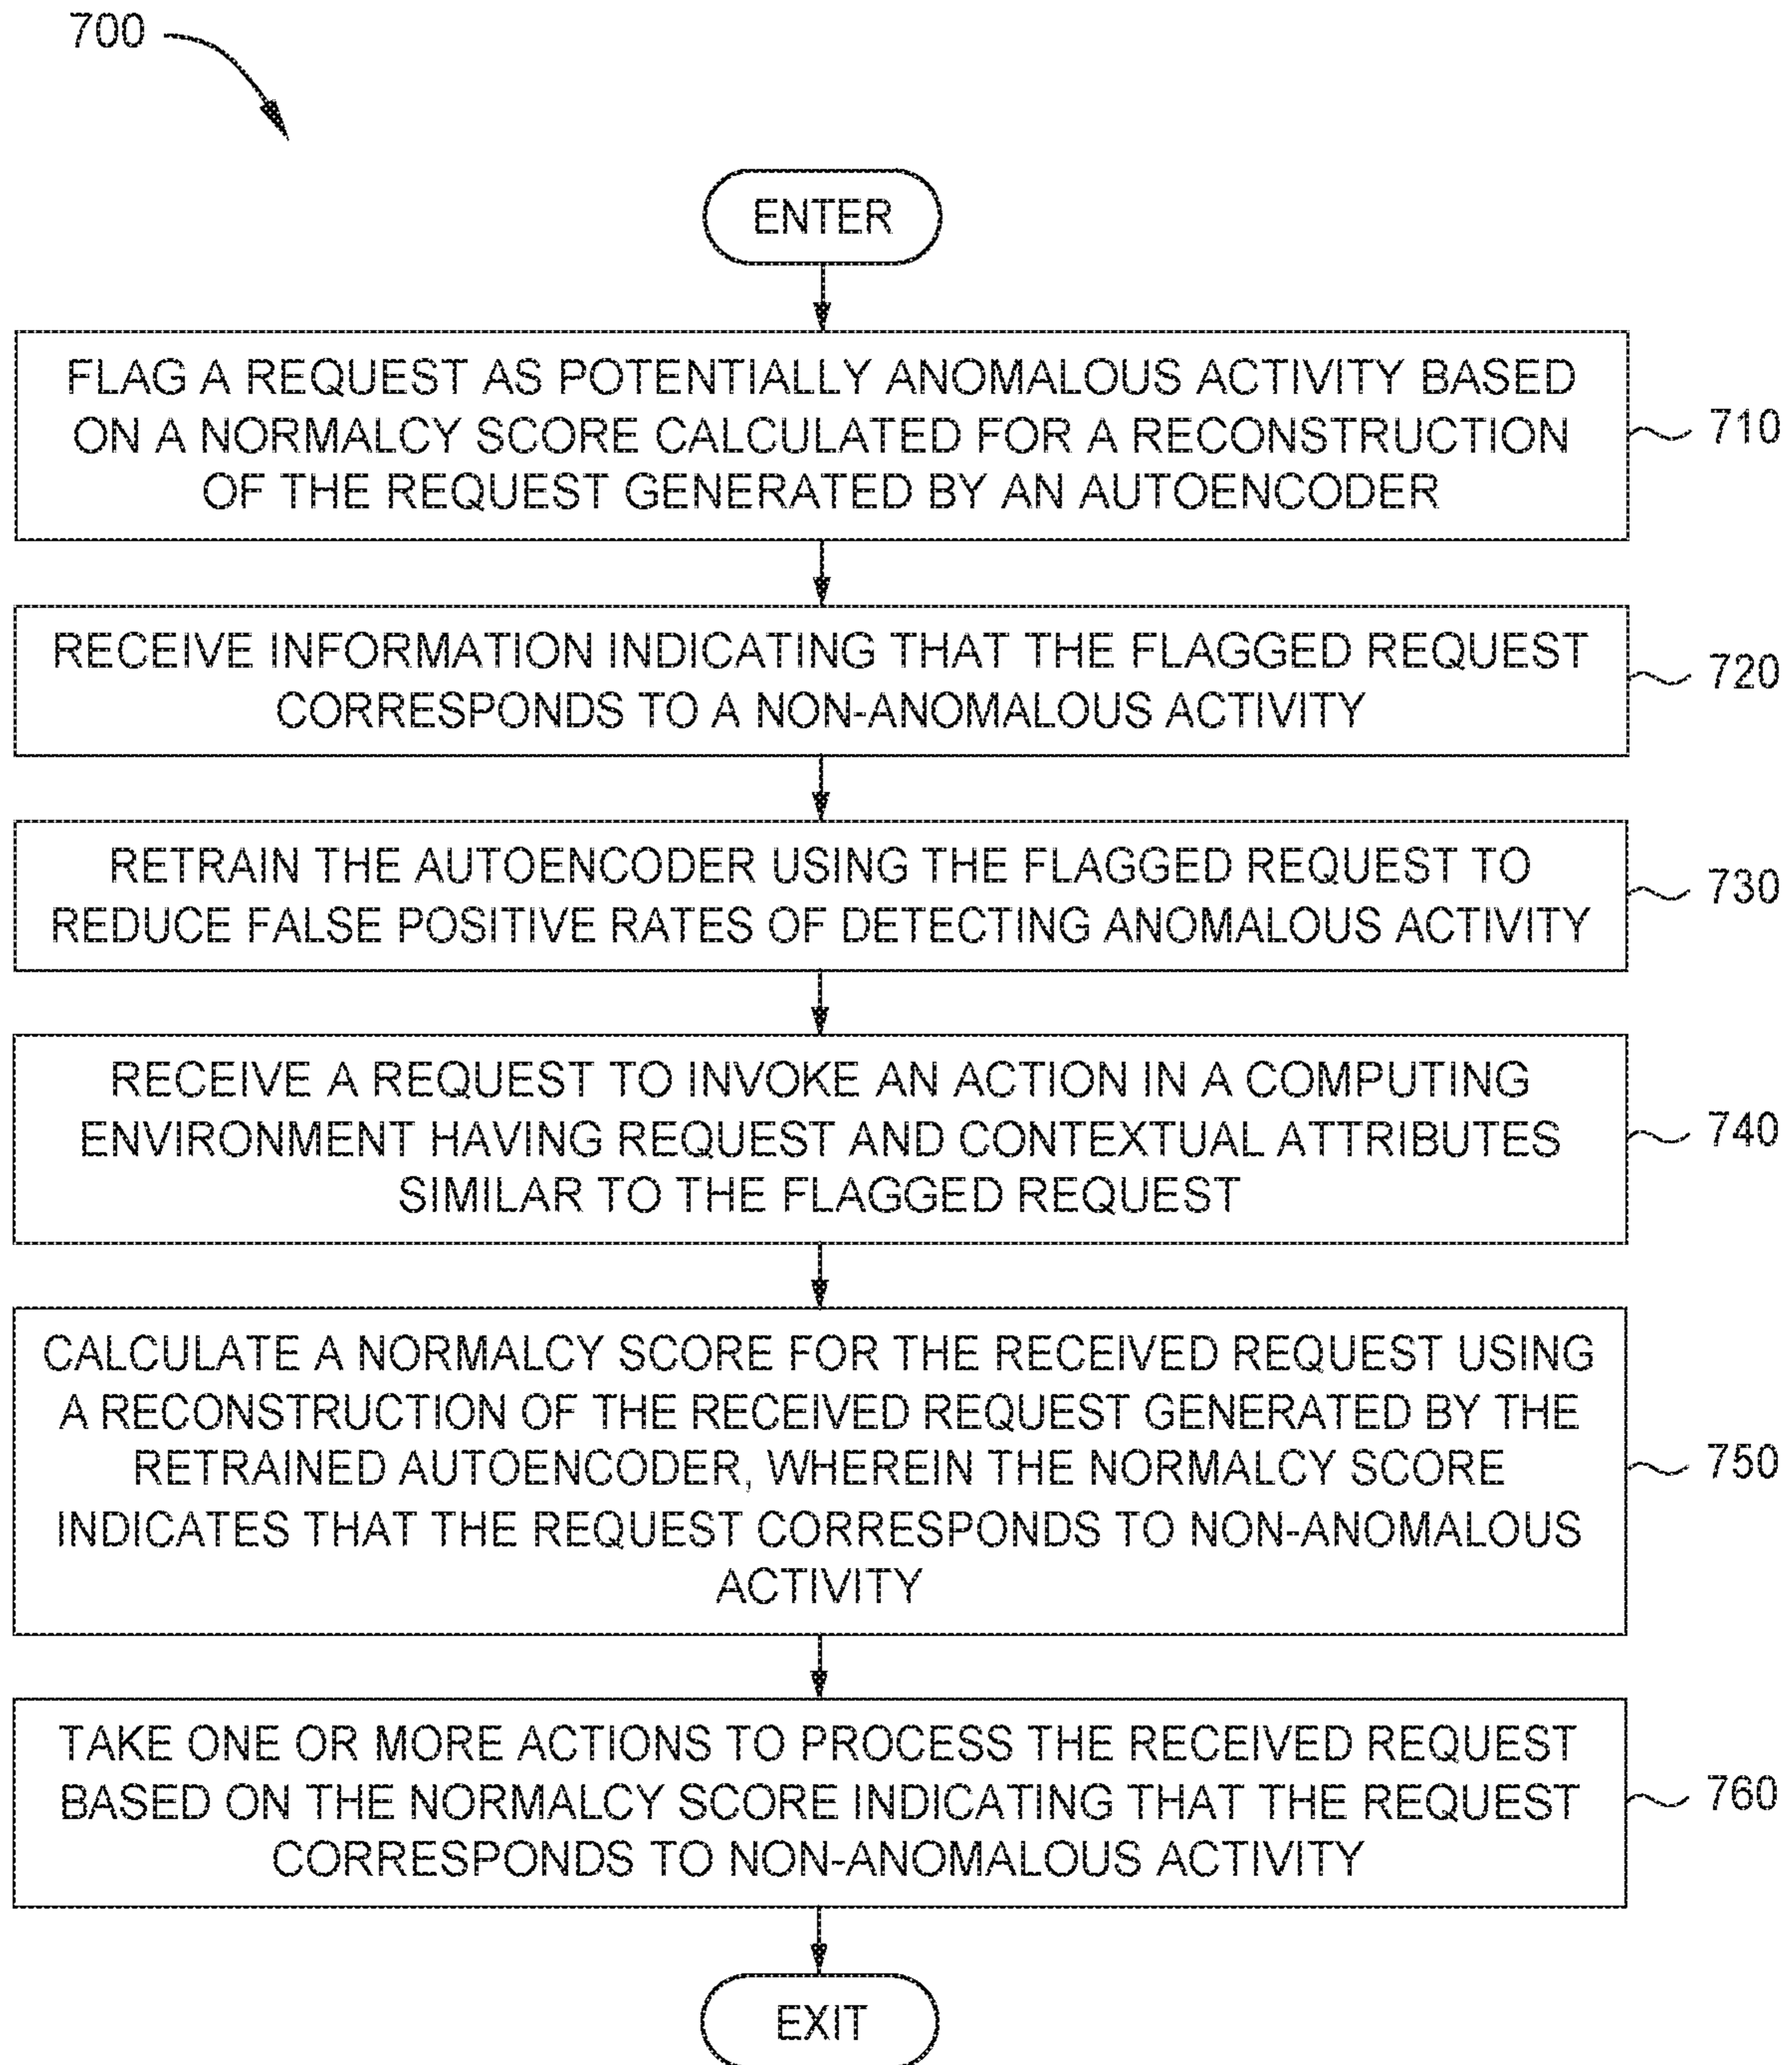 700
ENTER
FLAG A REQUEST AS POTENTIALLY ANOMALOUS ACTIVITY BASED
ON A NORMALCY SCORE CALCULATED FOR A RECONSTRUCTION
OF THE REQUEST GENERATED BY AN AUTOENCODER
710
RECEIVE INFORMATION INDICATING THAT THE FLAGGED REQUEST
CORRESPONDS TO A NON-ANOMALOUS ACTIVITY
720
RETRAIN THE AUTOENCODER USING THE FLAGGED REQUEST TO
REDUCE FALSE POSITIVE RATES OF DETECTING ANOMALOUS ACTIVITY
730
RECEIVE A REQUEST TO INVOKE AN ACTION IN A COMPUTING
ENVIRONMENT HAVING REQUEST AND CONTEXTUAL ATTRIBUTES
SIMILAR TO THE FLAGGED REQUEST
740
CALCULATE A NORMALCY SCORE FOR THE RECEIVED REQUEST USING
A RECONSTRUCTION OF THE RECEIVED REQUEST GENERATED BY THE
RETRAINED AUTOENCODER, WHEREIN THE NORMALCY SCORE
INDICATES THAT THE REQUEST CORRESPONDS TO NON-ANOMALOUS
ACTIVITY
750
TAKE ONE OR MORE ACTIONS TO PROCESS THE RECEIVED REQUEST
BASED ON THE NORMALCY SCORE INDICATING THAT THE REQUEST
CORRESPONDS TO NON-ANOMALOUS ACTIVITY
760
EXIT